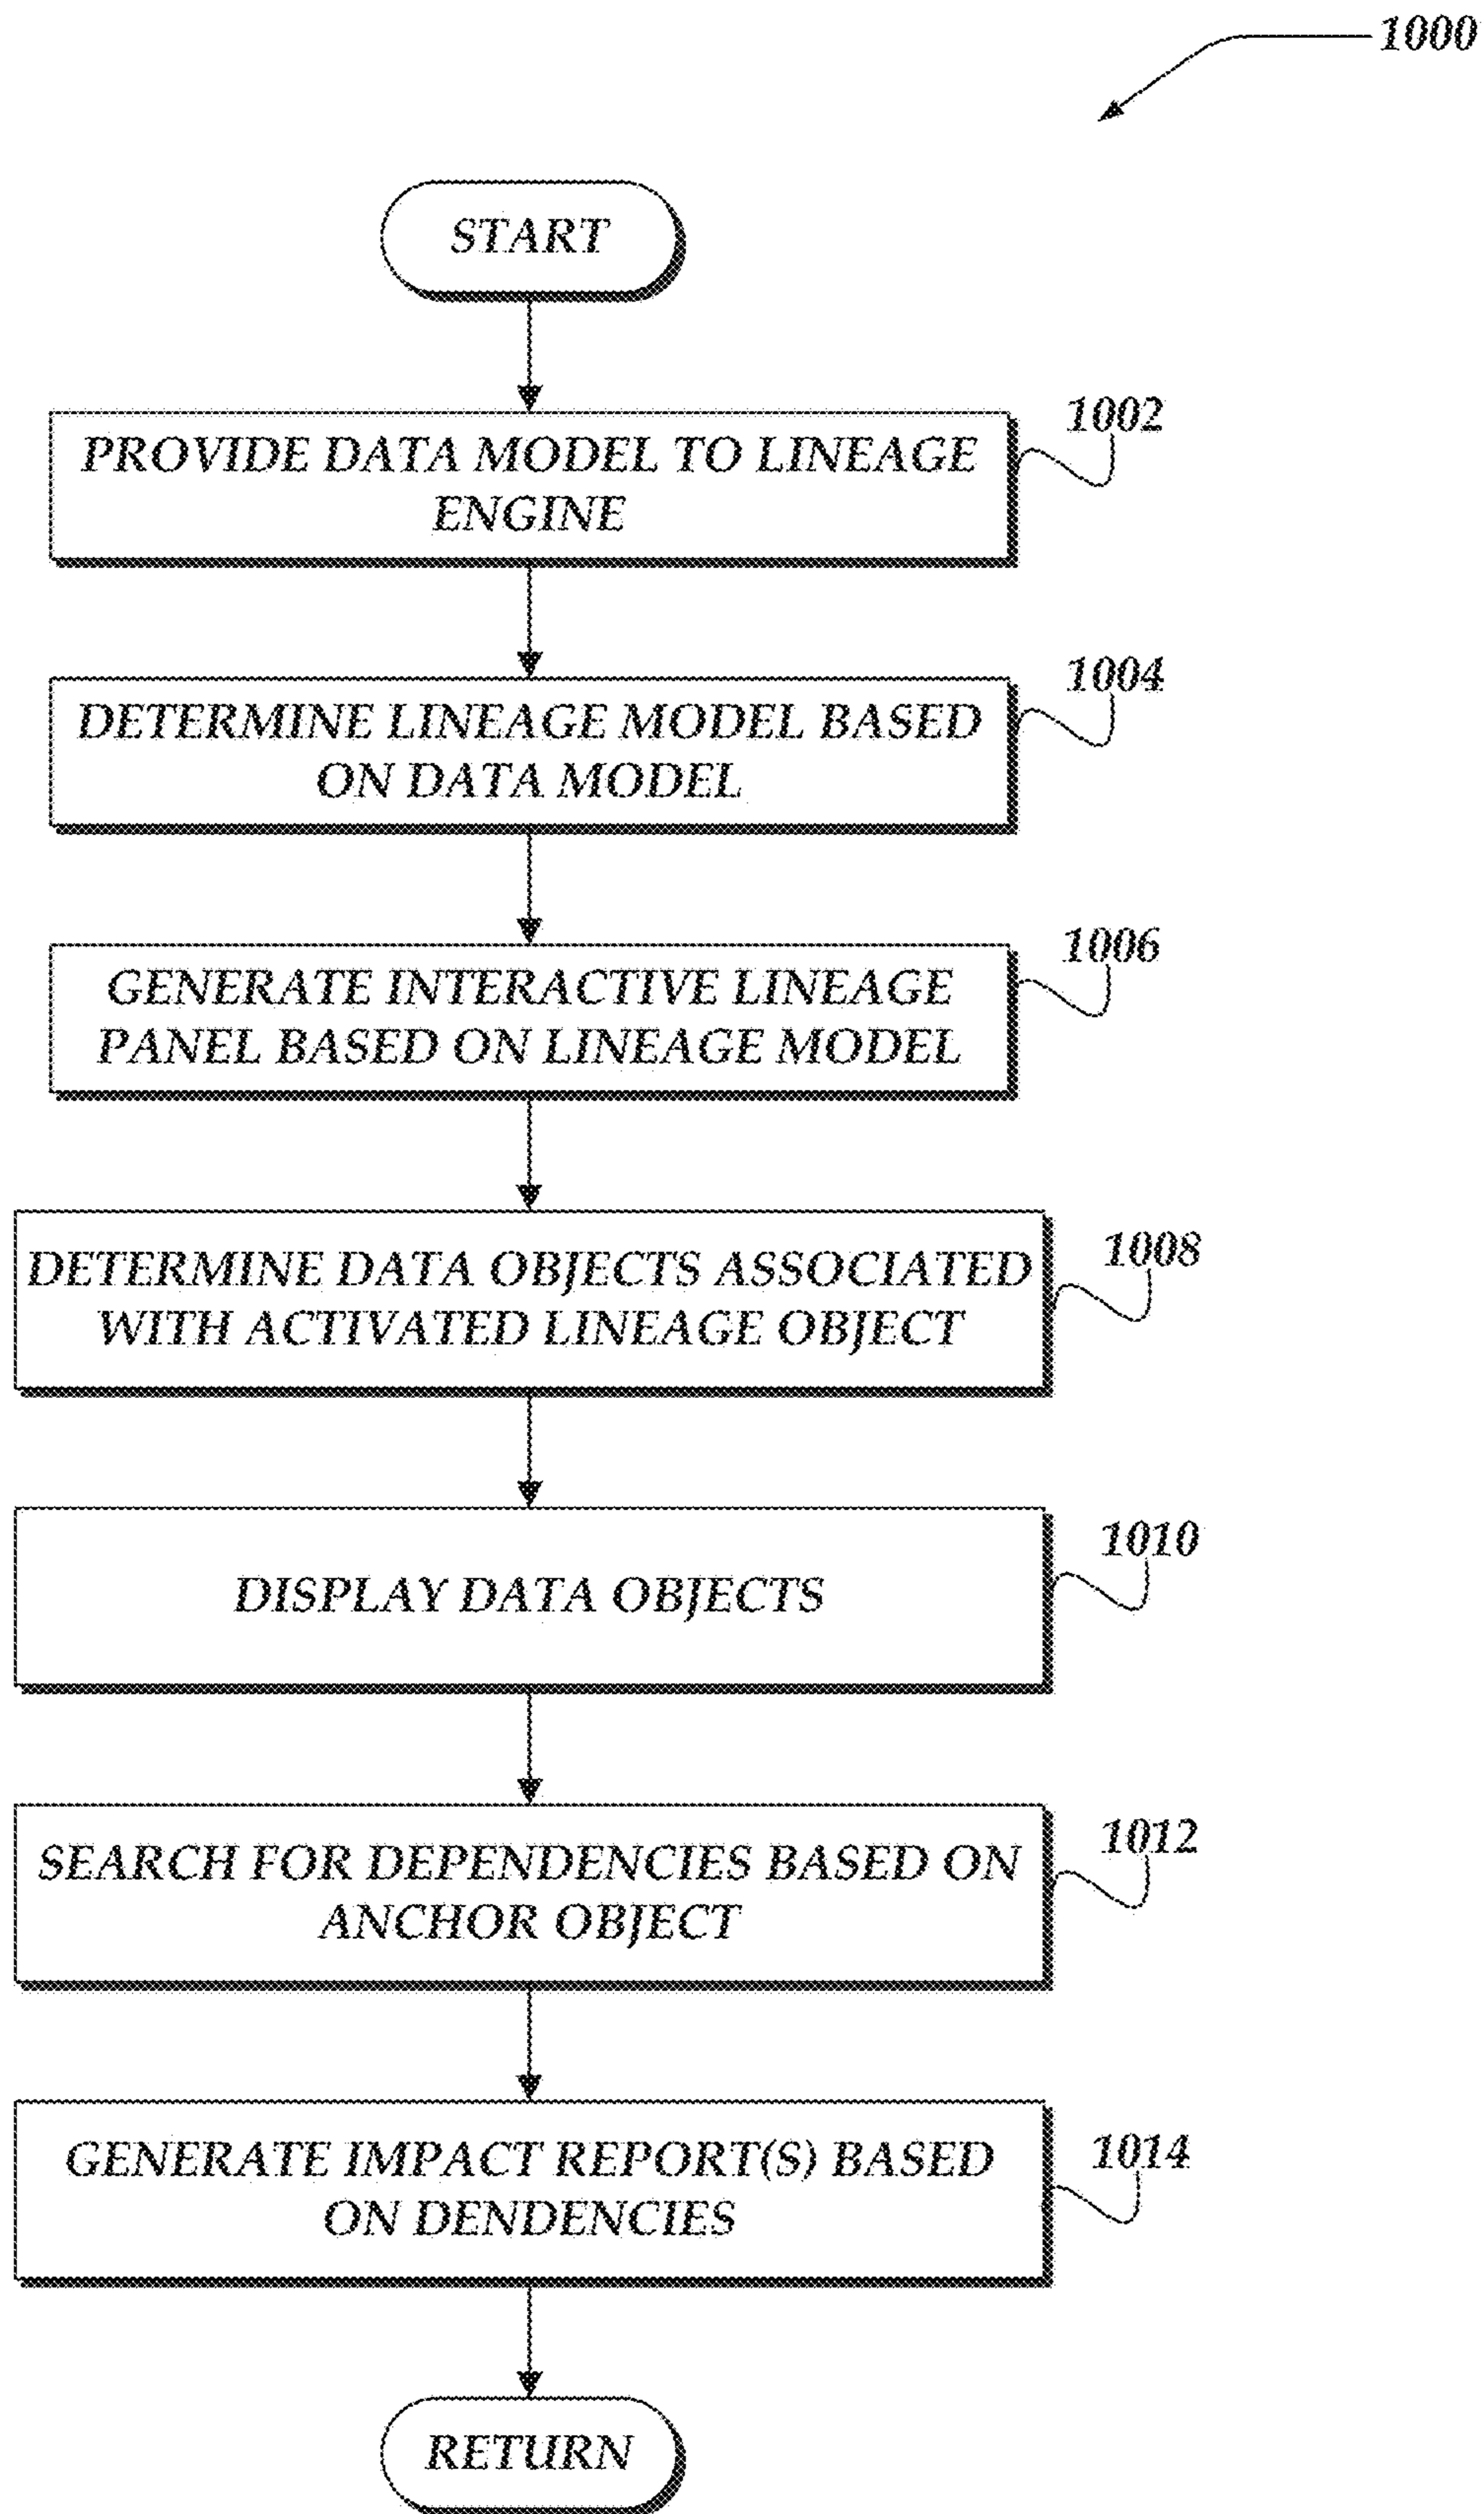 1000
START
1002
PROVIDE DATA MODEL TO LINEAGE
ENGINE
1004
DETERMINE LINEAGE MODEL BASED
ON DATA MODEL
1006
GENERATE INTERACTIVE LINEAGE
PANEL BASED ON LINEAGE MODEL
1008
DETERMINE DATA OBJECTS ASSOCIATED
WITH ACTIVATED LINEAGE OBJECT
1010
DISPLAY DATA OBJECTS
1012
SEARCH FOR DEPENDENCIES BASED ON
ANCHOR OBJECT
1014
GENERATE IMPACT REPORT(S) BASED
ON DENDENCIES
RETURN